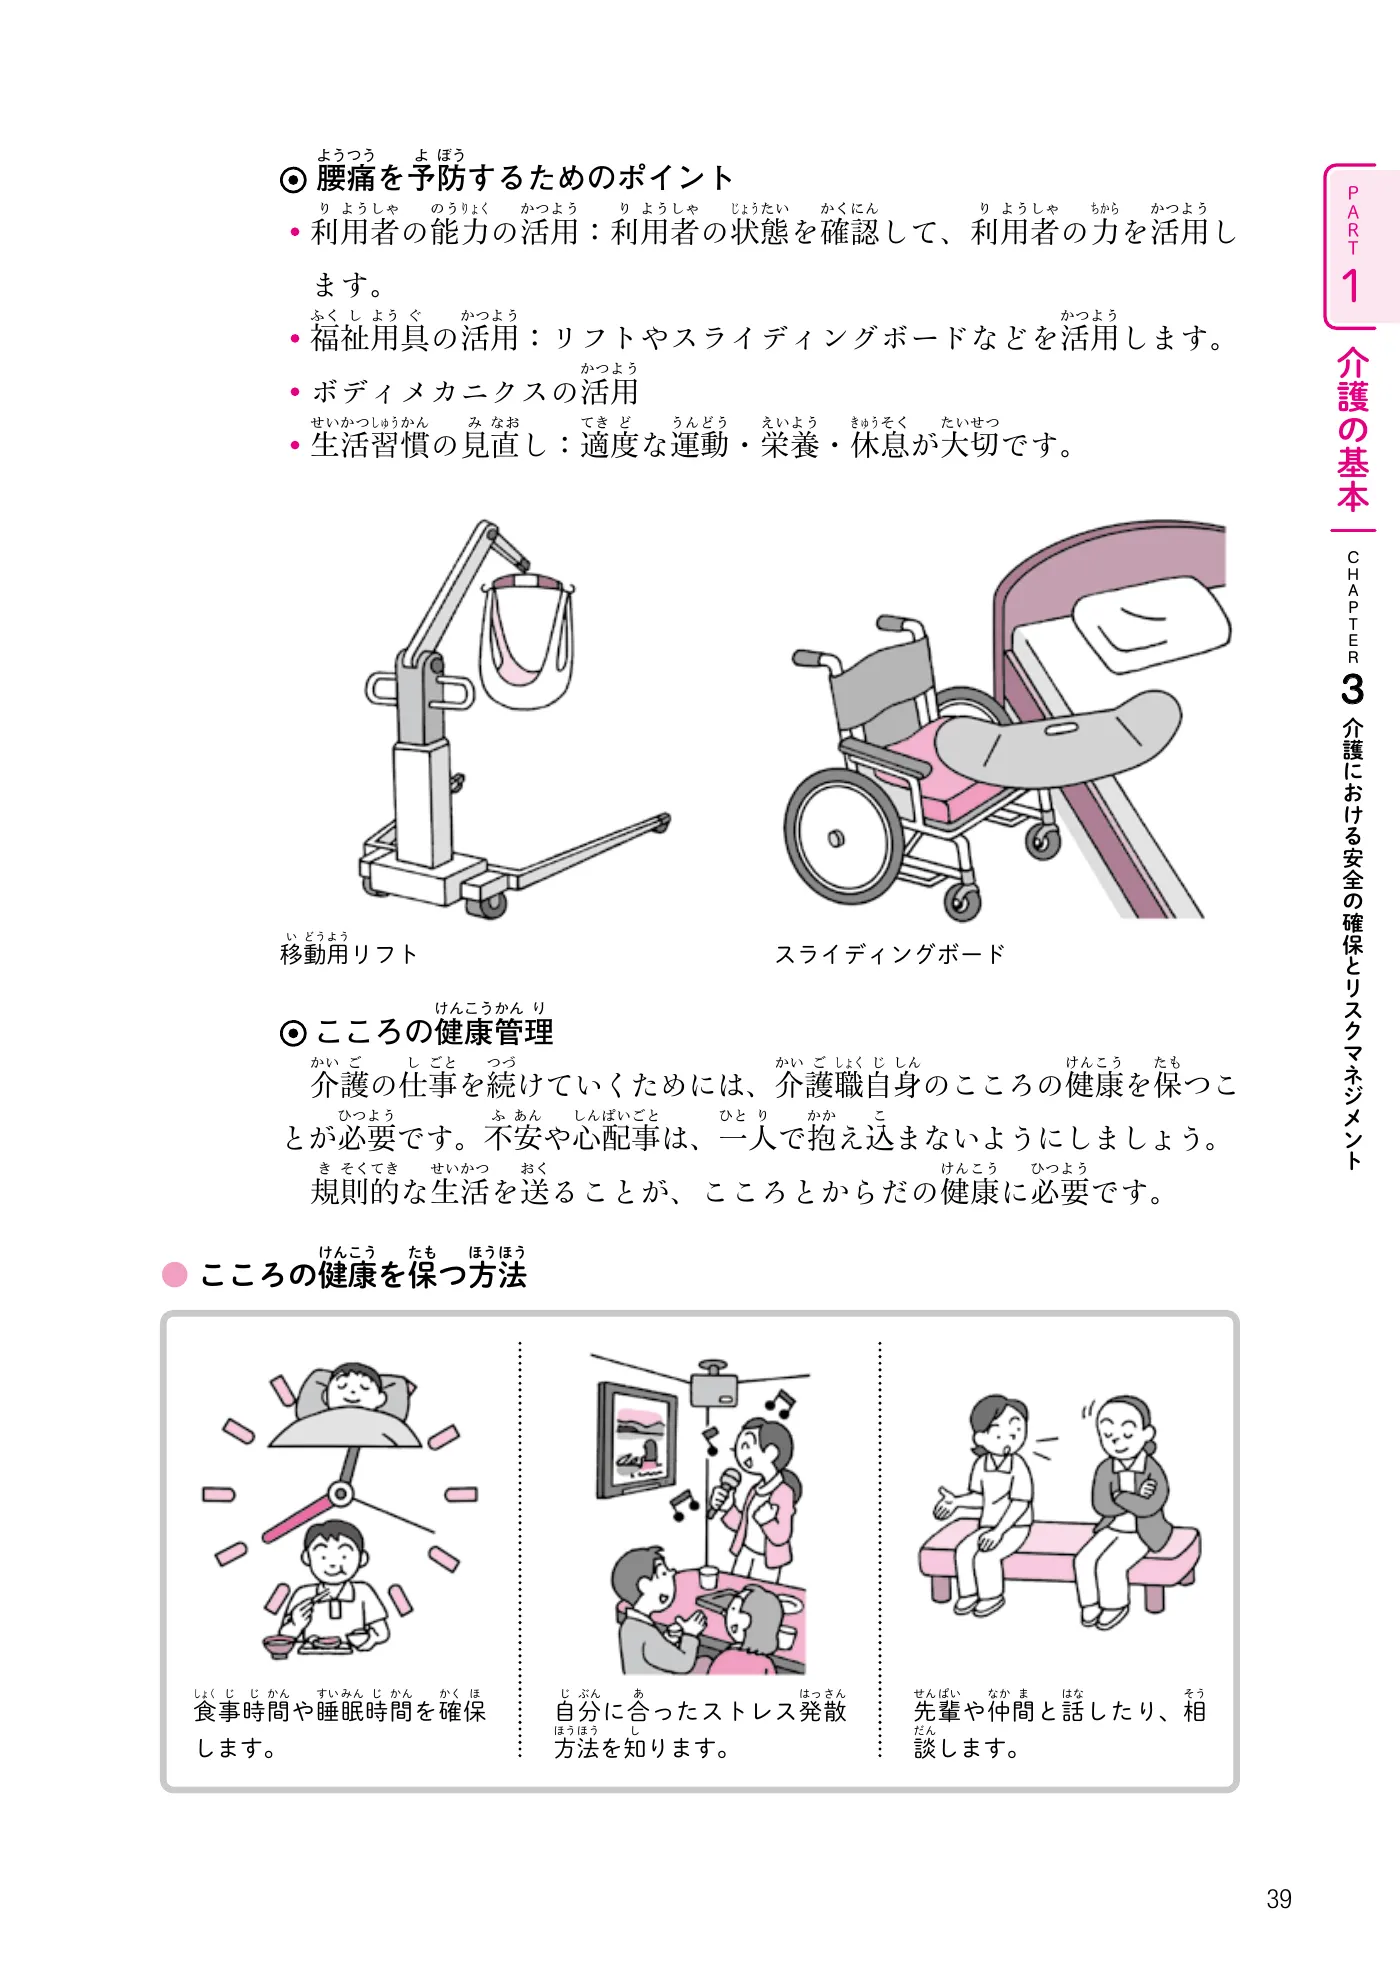 腰痛を予防するためのポイント
・利用者の能力の活用：利用者の状態を確認して、利用者の力を活用し
ます。
・福祉用具の活用：リフトやスライディングボードなどを活用します。
・ボディメカニクスの活用
・生活習慣の見直し：適度な運動・栄養・休息が大切です。
移動用リフト
スライディングボード
こころの健康管理
介護の仕事を続けていくためには、介護職自身のこころの健康を保つこ
とが必要です。不安や心配事は、一人で抱え込まないようにしましょう。
規則的な生活を送ることが、こころとからだの健康に必要です。
こころの健康を保つ方法
食事時間や睡眠時間を確保
します。
自分に合ったストレス発散
方法を知ります。
先輩や仲間と話したり、相
談します。
PART
1
介護の基本
CHAPTER
3
介護における安全の確保とリスクマネジメント
39